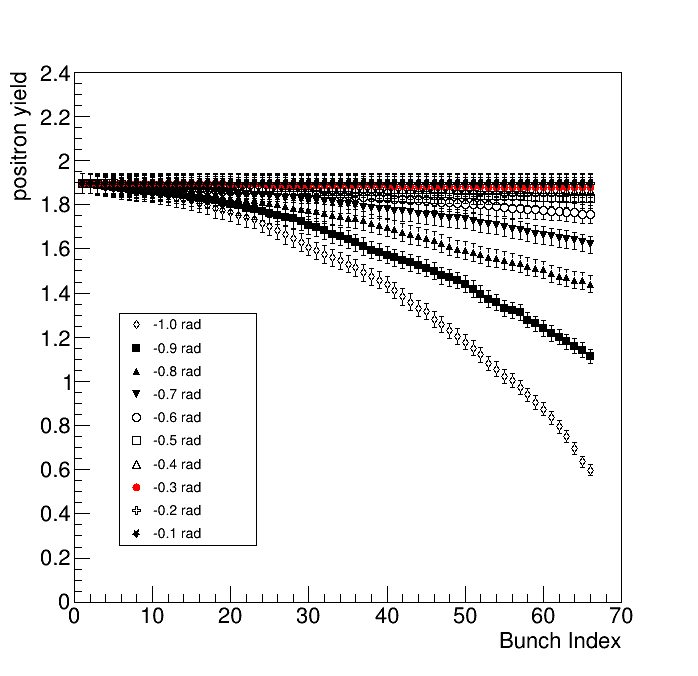 positron yield
2.4
2.2
2
1.8
1.6
1.4
1.2
1
0.8
0.6
0.4
0.2
0
-1.0 rad
-0.9 rad
-0.8 rad
-0.7 rad
-0.6 rad
-0.5 rad
-0.4 rad
-0.3 rad
-0.2 rad
-0.1 rad
0 10 20 30 40 50 60 70
Bunch Index